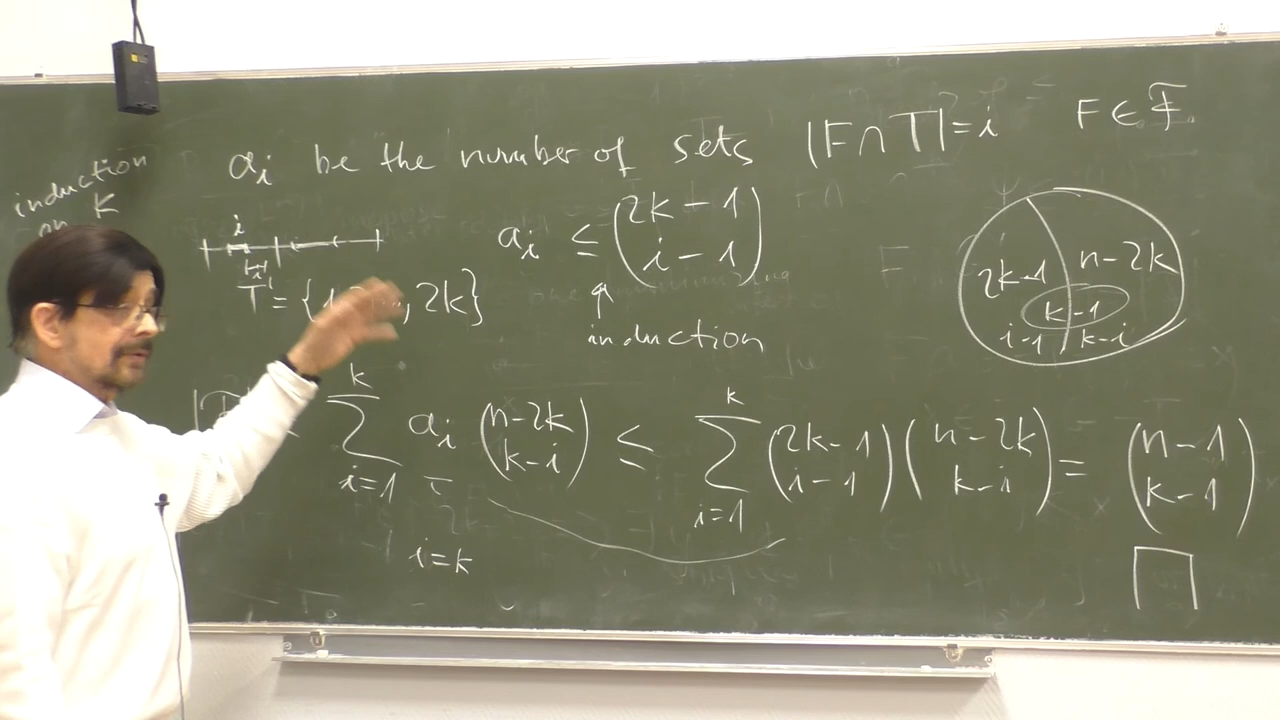 a_i be the number of sets |F∩T|=i F∈F̃
induction
on K
i
a_i ≤ (2k-1 choose i-1)
T = {1, 2, ..., 2k}
↑
induction
2k-1 n-2k
k-1
i-1 k-i
∑_{i=1}^{k} a_i (n-2k choose k-i) ≤ ∑_{i=1}^{k} (2k-1 choose i-1) (n-2k choose k-i) = (n-1 choose k-1)
i=k